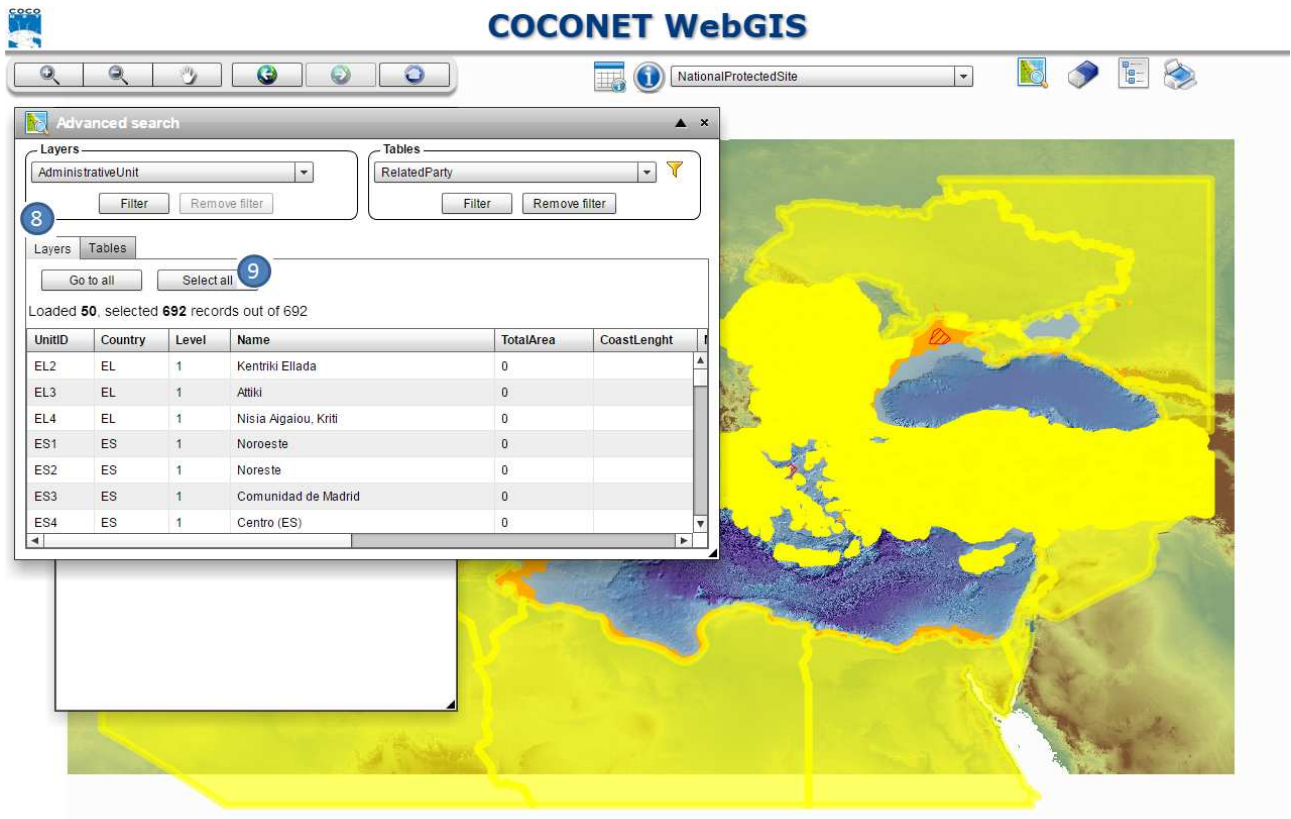 COCO
COCONET WebGIS
NationalProtectedSite
Advanced search
Layers
Tables
AdministrativeUnit
RelatedParty
Filter Remove filter
Filter Remove filter
8
Layers Tables
Go to all Select all 9
Loaded 50, selected 692 records out of 692
UnitID Country Level Name TotalArea CoastLenght
EL2 EL 1 Kentriki Ellada 0
EL3 EL 1 Attiki 0
EL4 EL 1 Nisia Aigaiou, Kriti 0
ES1 ES 1 Noroeste 0
ES2 ES 1 Noreste 0
ES3 ES 1 Comunidad de Madrid 0
ES4 ES 1 Centro (ES) 0